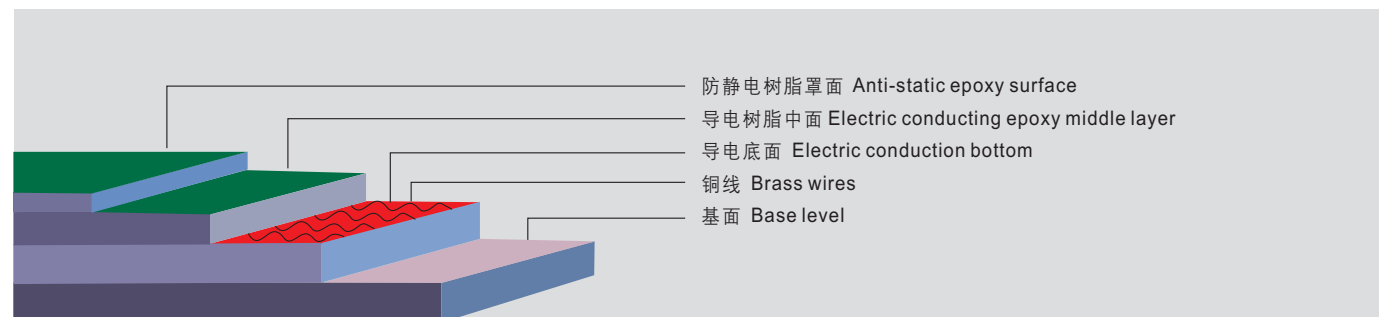 防静电树脂罩面 Anti-static epoxy surface
导电树脂中面 Electric conducting epoxy middle layer
导电底面 Electric conduction bottom
铜线 Brass wires
基面 Base level